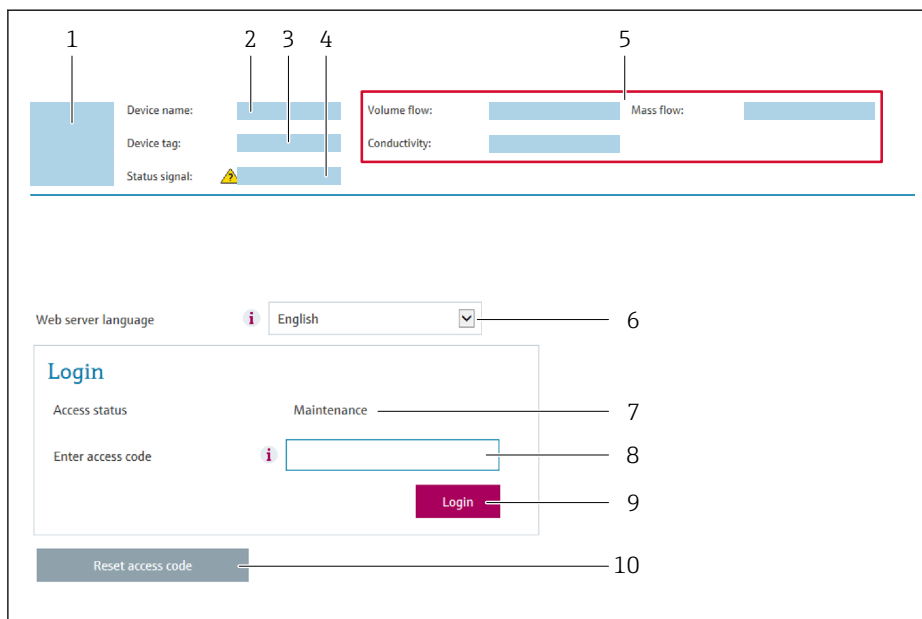 1 2 3 4 5
Device name: Volume flow: Mass flow:
Device tag: Conductivity:
Status signal: ?
Web server language i English 6
Login
Access status Maintenance 7
Enter access code i 8
Login 9
Reset access code 10